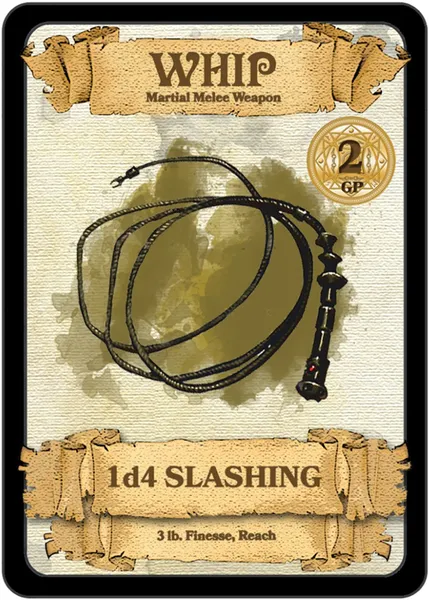 WHIP
Martial Melee Weapon
2
GP
1d4 SLASHING
3 lb. Finesse, Reach